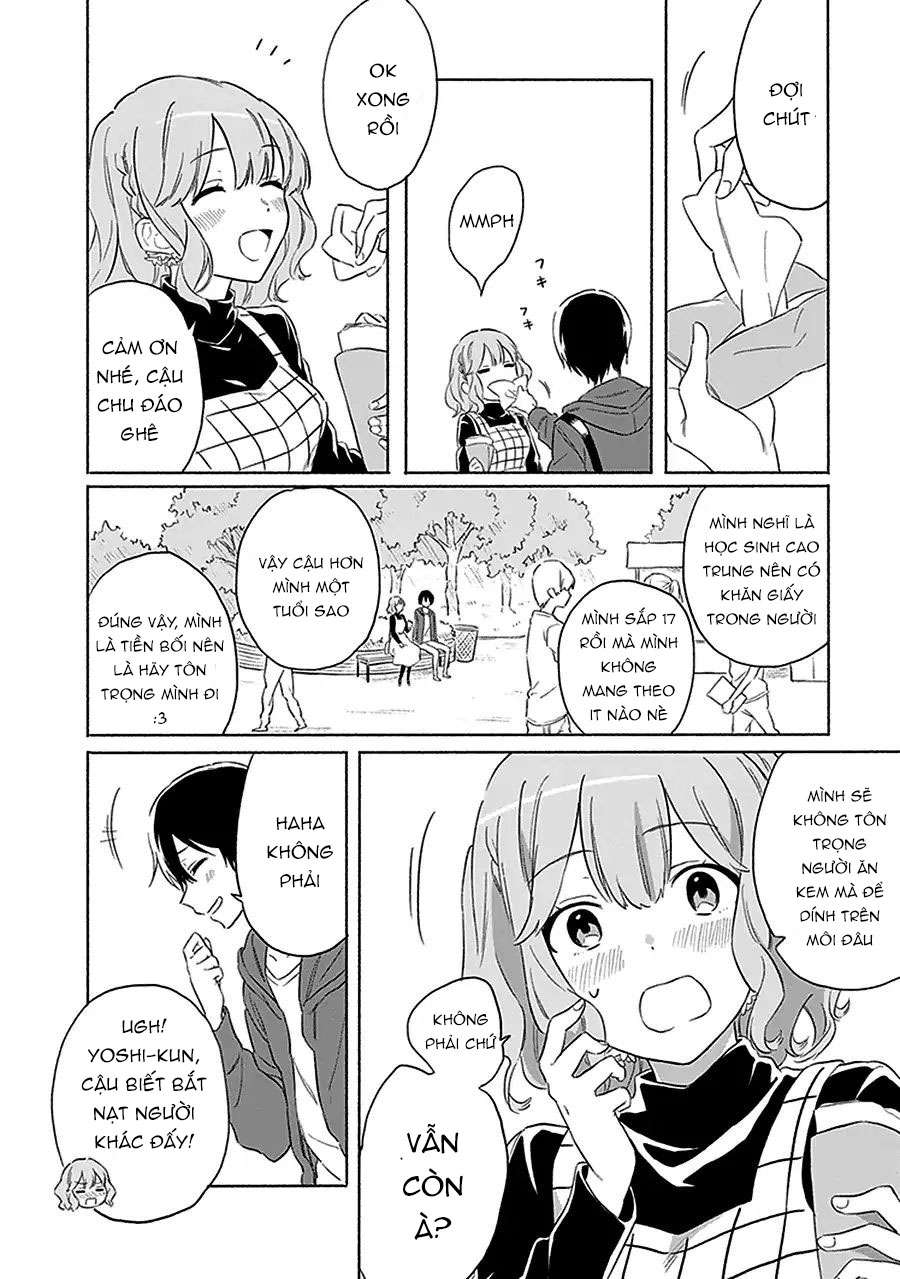 ĐỢI
CHÚT
MMPH
フキ
フキ
OK
XONG
RỒI
CẢM ƠN
NHÉ, CẬU
CHU ĐÁO
GHÊ
MÌNH NGHĨ LÀ
HỌC SINH CAO
TRUNG NÊN CÓ
KHĂN GIẤY
TRONG NGƯỜI
MÌNH SẮP 17
RỒI MÀ MÌNH
KHÔNG
MANG THEO
IT NÀO NÈ
VẬY CẬU HƠN
MÌNH MỘT
TUỔI SAO
ĐÚNG VẬY, MÌNH
LÀ TIỀN BỐI NÊN
LÀ HÃY TÔN
TRỌNG MÌNH ĐI
:3
MÌNH SẼ
KHÔNG TÔN
TRỌNG
NGƯỜI ĂN
KEM MÀ ĐỂ
DÍNH TRÊN
MÔI ĐÂU
KHÔNG
PHẢI CHỨ
VẪN
CÒN
À?
HAHA
KHÔNG
PHẢI
UGH!
YOSHI-KUN,
CẬU BIẾT BẮT
NẠT NGƯỜI
KHÁC ĐẤY!